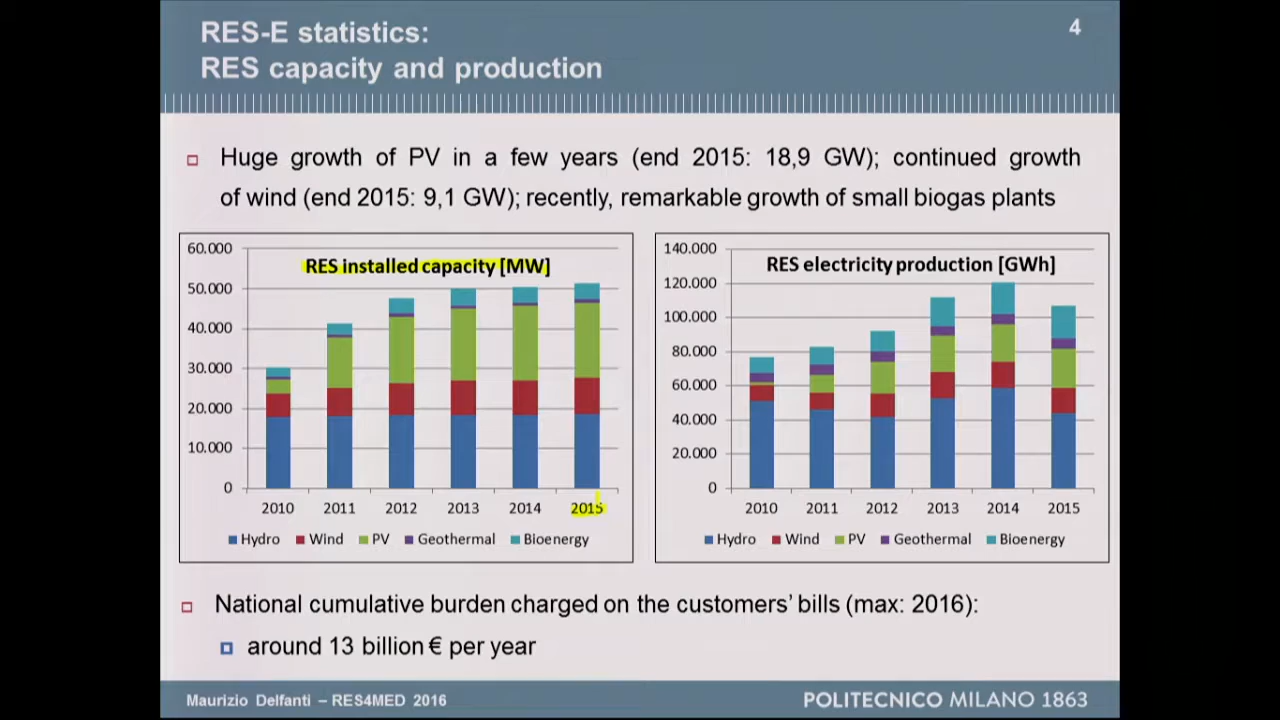 RES-E statistics:
4
RES capacity and production
Huge growth of PV in a few years (end 2015: 18,9 GW); continued growth
of wind (end 2015: 9,1 GW); recently, remarkable growth of small biogas plants
RES installed capacity [MW]
60.000
50.000
40.000
30.000
20.000
10.000
0
2010 2011 2012 2013 2014 2015
Hydro Wind PV Geothermal Bioenergy
RES electricity production [GWh]
140.000
120.000
100.000
80.000
60.000
40.000
20.000
0
2010 2011 2012 2013 2014 2015
Hydro Wind PV Geothermal Bioenergy
National cumulative burden charged on the customers' bills (max: 2016):
around 13 billion € per year
Maurizio Delfanti – RES4MED 2016
POLITECNICO MILANO 1863